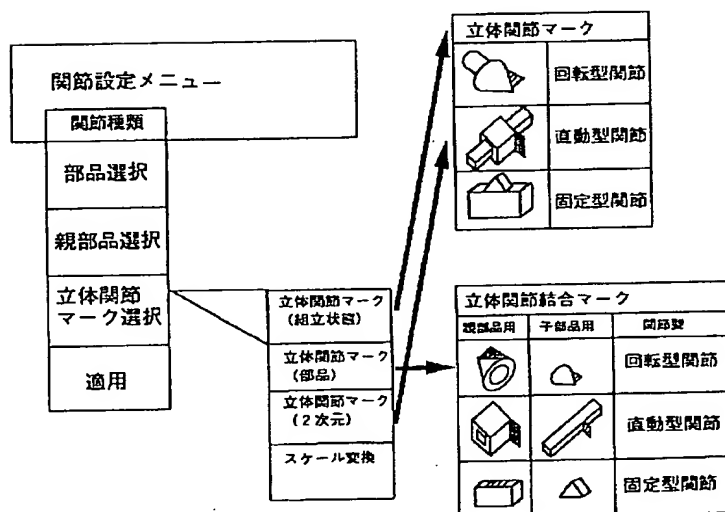 関節設定メニュー
関節種類
部品選択
親部品選択
立体関節
マーク選択
適用
立体関節マーク
(組立状態)
立体関節マーク
(部品)
立体関節マーク
(2次元)
スケール変換
立体関節マーク
回転型関節
直動型関節
固定型関節
立体関節結合マーク
親部品用 子部品用 関節型
回転型関節
直動型関節
固定型関節